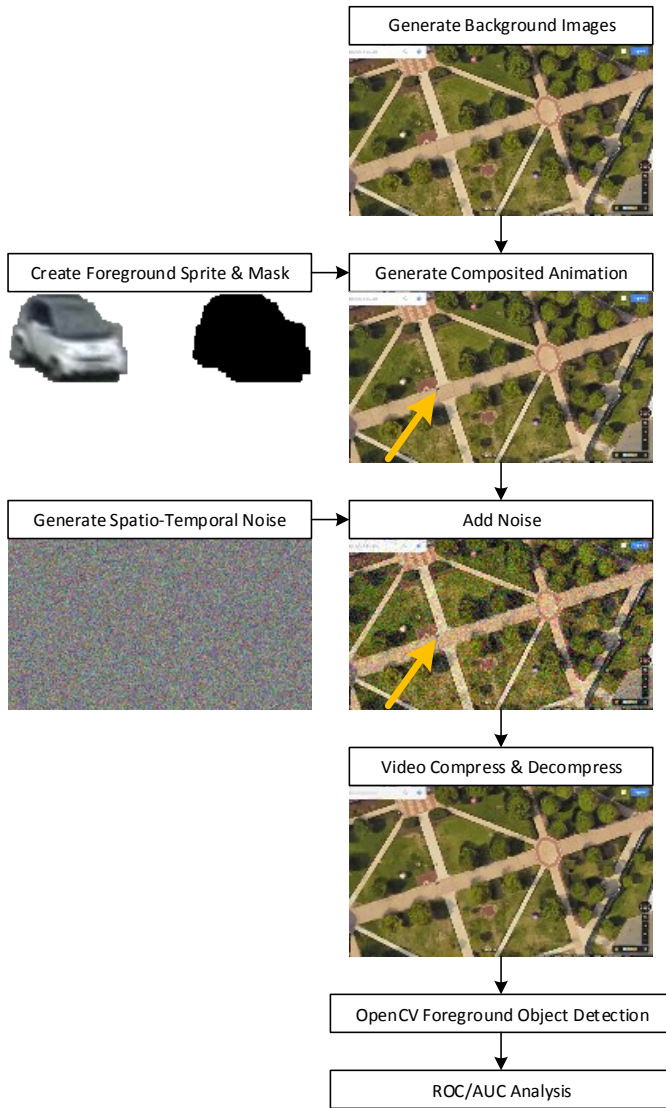 Generate Background Images
Create Foreground Sprite & Mask
Generate Composited Animation
Generate Spatio-Temporal Noise
Add Noise
Video Compress & Decompress
OpenCV Foreground Object Detection
ROC/AUC Analysis